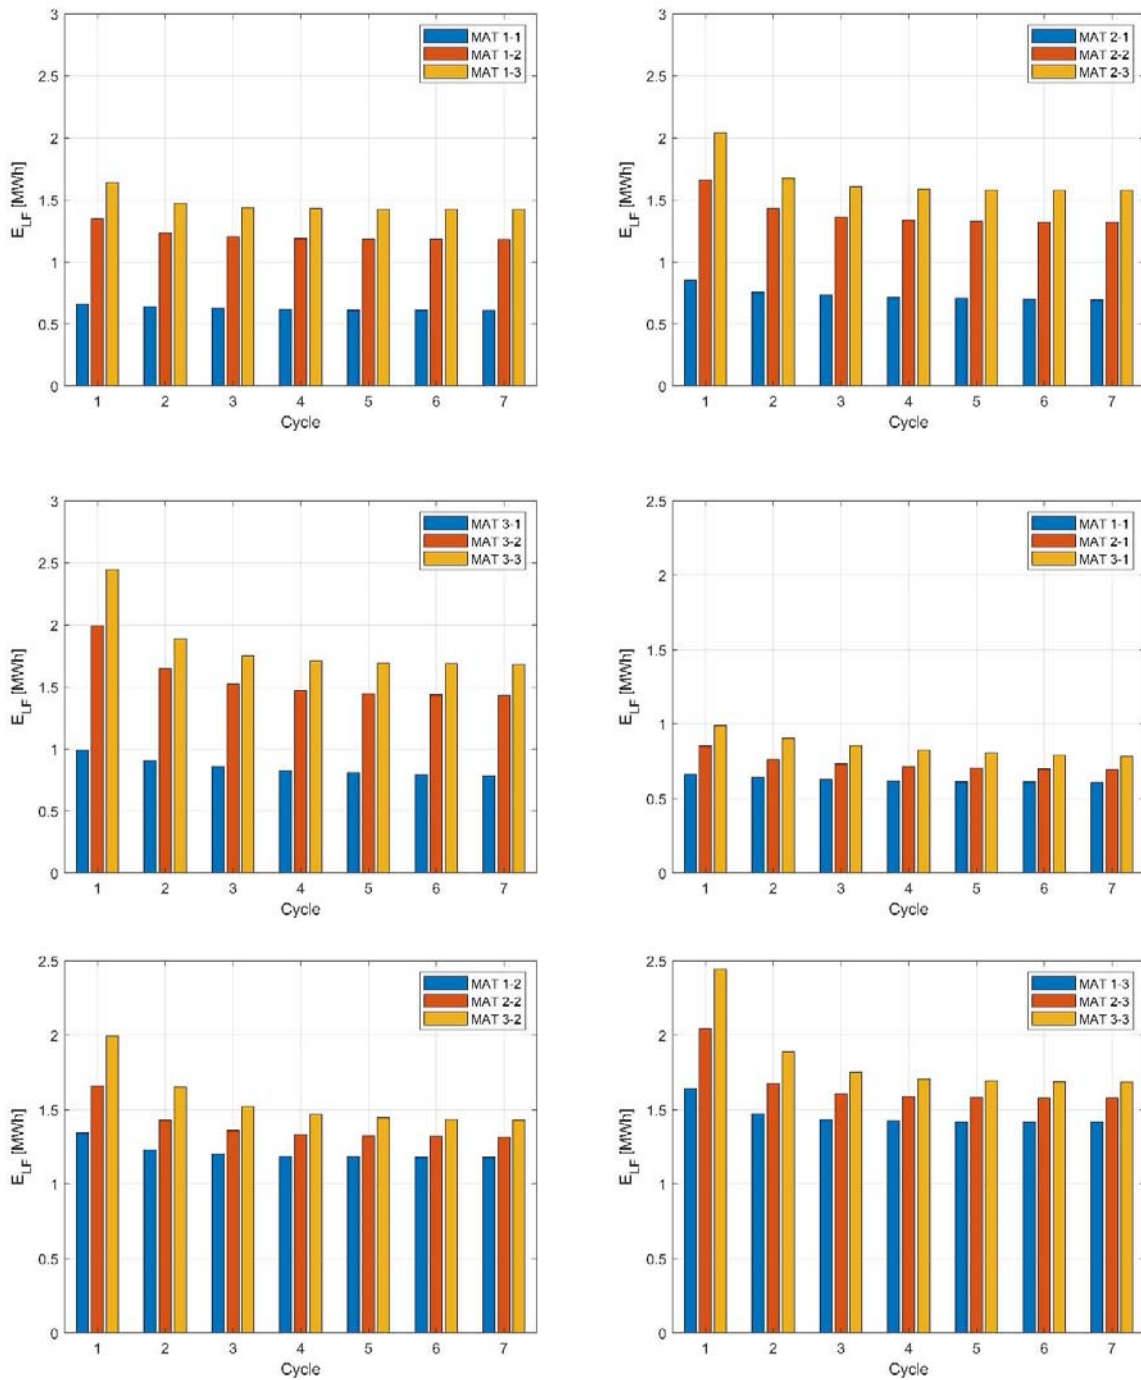 3
2.5
2
1.5
1
0.5
0
E_LF [MWh]
MAT 1-1
MAT 1-2
MAT 1-3
1 2 3 4 5 6 7
Cycle
3
2.5
2
1.5
1
0.5
0
E_LF [MWh]
MAT 2-1
MAT 2-2
MAT 2-3
1 2 3 4 5 6 7
Cycle
3
2.5
2
1.5
1
0.5
0
E_LF [MWh]
MAT 3-1
MAT 3-2
MAT 3-3
1 2 3 4 5 6 7
Cycle
2.5
2
1.5
1
0.5
0
E_LF [MWh]
MAT 1-1
MAT 2-1
MAT 3-1
1 2 3 4 5 6 7
Cycle
2.5
2
1.5
1
0.5
0
E_LF [MWh]
MAT 1-2
MAT 2-2
MAT 3-2
1 2 3 4 5 6 7
Cycle
2.5
2
1.5
1
0.5
0
E_LF [MWh]
MAT 1-3
MAT 2-3
MAT 3-3
1 2 3 4 5 6 7
Cycle